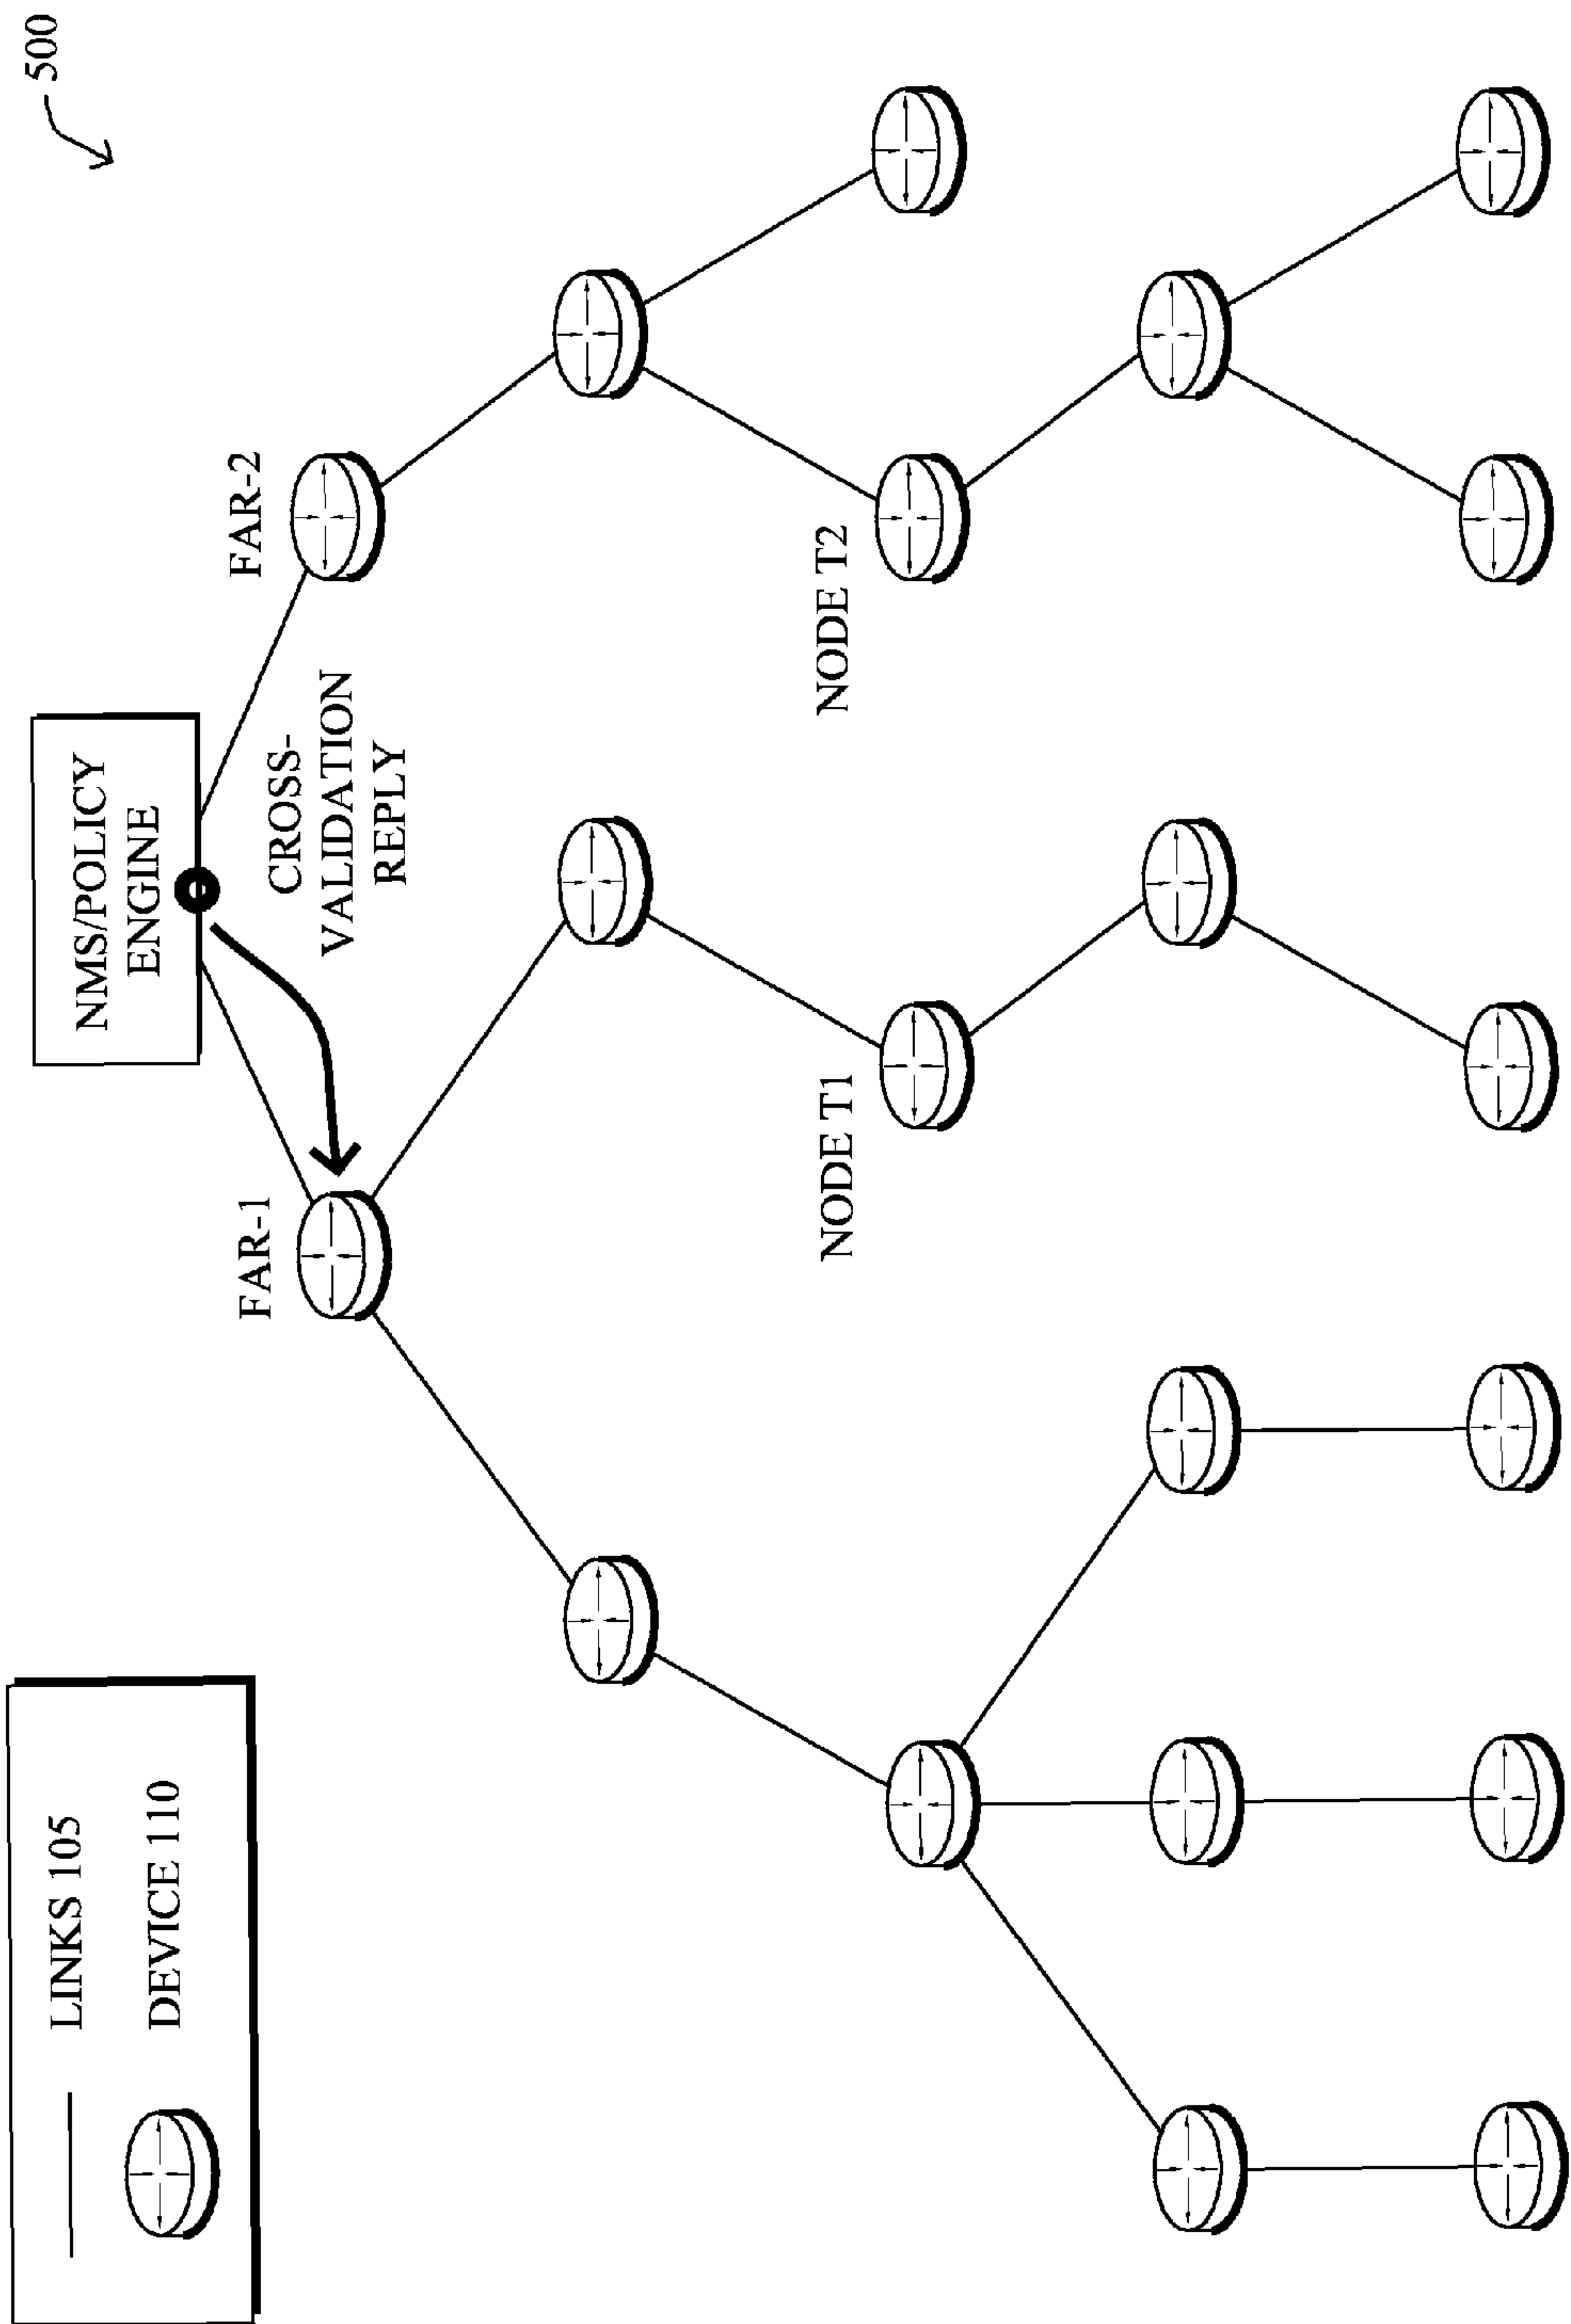 500
LINKS 105
DEVICE 110
NMS/POLICY
ENGINE
FAR-1
FAR-2
CROSS-
VALIDATION
REPLY
NODE T1
NODE T2